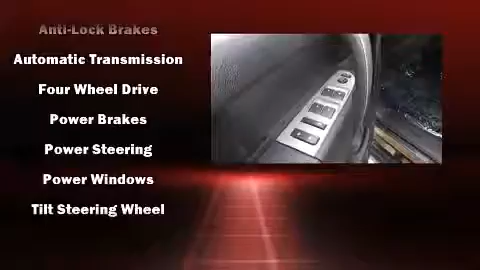 Anti-Lock Brakes
Automatic Transmission
Four Wheel Drive
Power Brakes
Power Steering
Power Windows
Tilt Steering Wheel